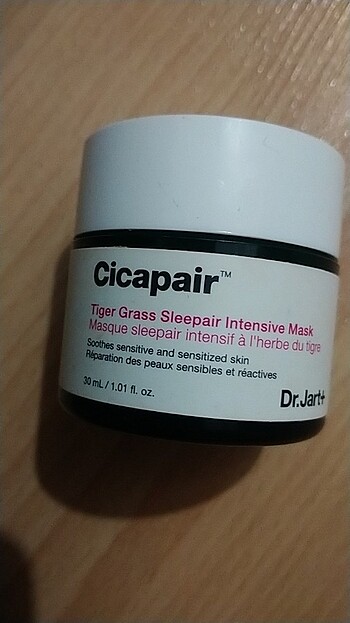 Cicapair™
Tiger Grass Sleepair Intensive Mask
Masque sleepair intensif à l'herbe du tigre
Soothes sensitive and sensitized skin
Réparation des peaux sensibles et réactives
30 mL / 1.01 fl. oz.
Dr.Jart+